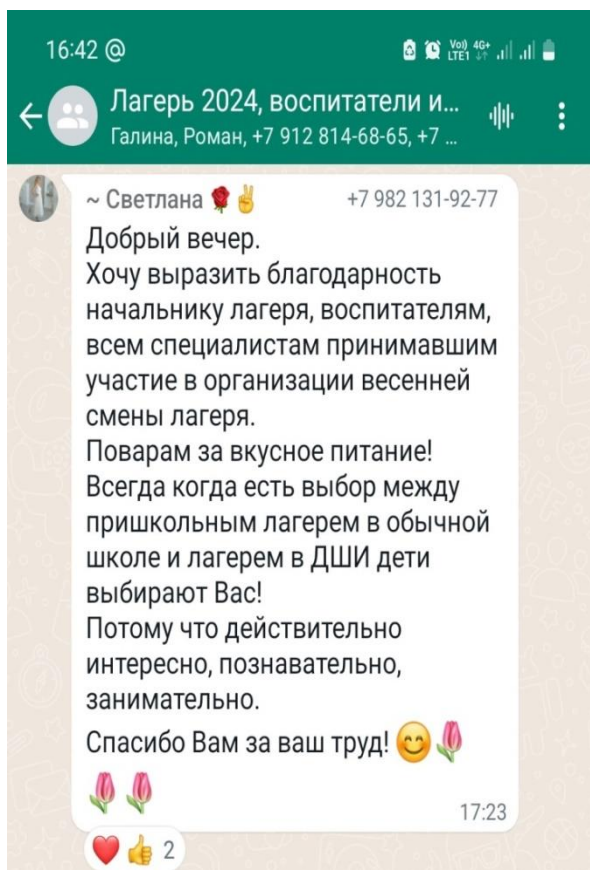 16:42 @
Vo) 4G+
LTE1 ↓↑
Лагерь 2024, воспитатели и...
Галина, Роман, +7 912 814-68-65, +7 ...
~ Светлана 🌹✌ +7 982 131-92-77
Добрый вечер.
Хочу выразить благодарность
начальнику лагеря, воспитателям,
всем специалистам принимавшим
участие в организации весенней
смены лагеря.
Поварам за вкусное питание!
Всегда когда есть выбор между
пришкольным лагерем в обычной
школе и лагерем в ДШИ дети
выбирают Вас!
Потому что действительно
интересно, познавательно,
занимательно.
Спасибо Вам за ваш труд! 😊🌷
🌷🌷
17:23
❤👍 2